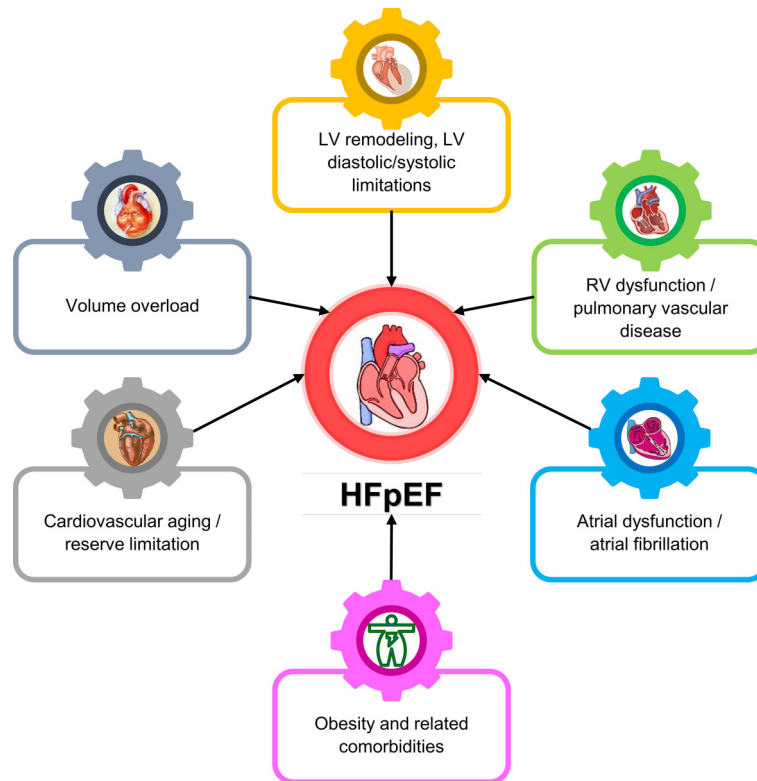 LV remodeling, LV
diastolic/systolic
limitations
Volume overload
RV dysfunction /
pulmonary vascular
disease
Cardiovascular aging /
reserve limitation
HFpEF
Atrial dysfunction /
atrial fibrillation
Obesity and related
comorbidities